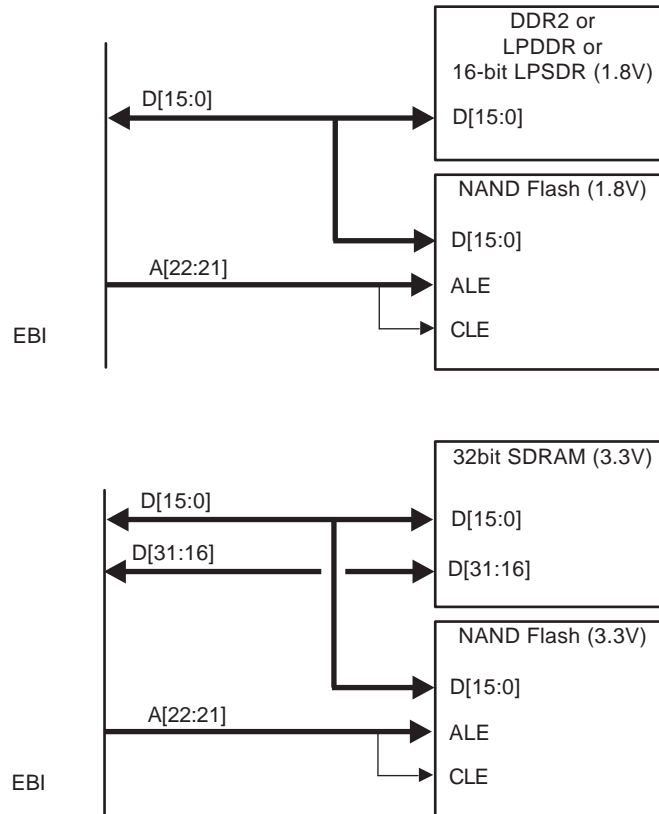 DDR2 or
LPDDR or
16-bit LPSDR (1.8V)
D[15:0]
D[15:0]
NAND Flash (1.8V)
D[15:0]
A[22:21]
ALE
CLE
EBI
32bit SDRAM (3.3V)
D[15:0]
D[15:0]
D[31:16]
D[31:16]
NAND Flash (3.3V)
D[15:0]
A[22:21]
ALE
CLE
EBI